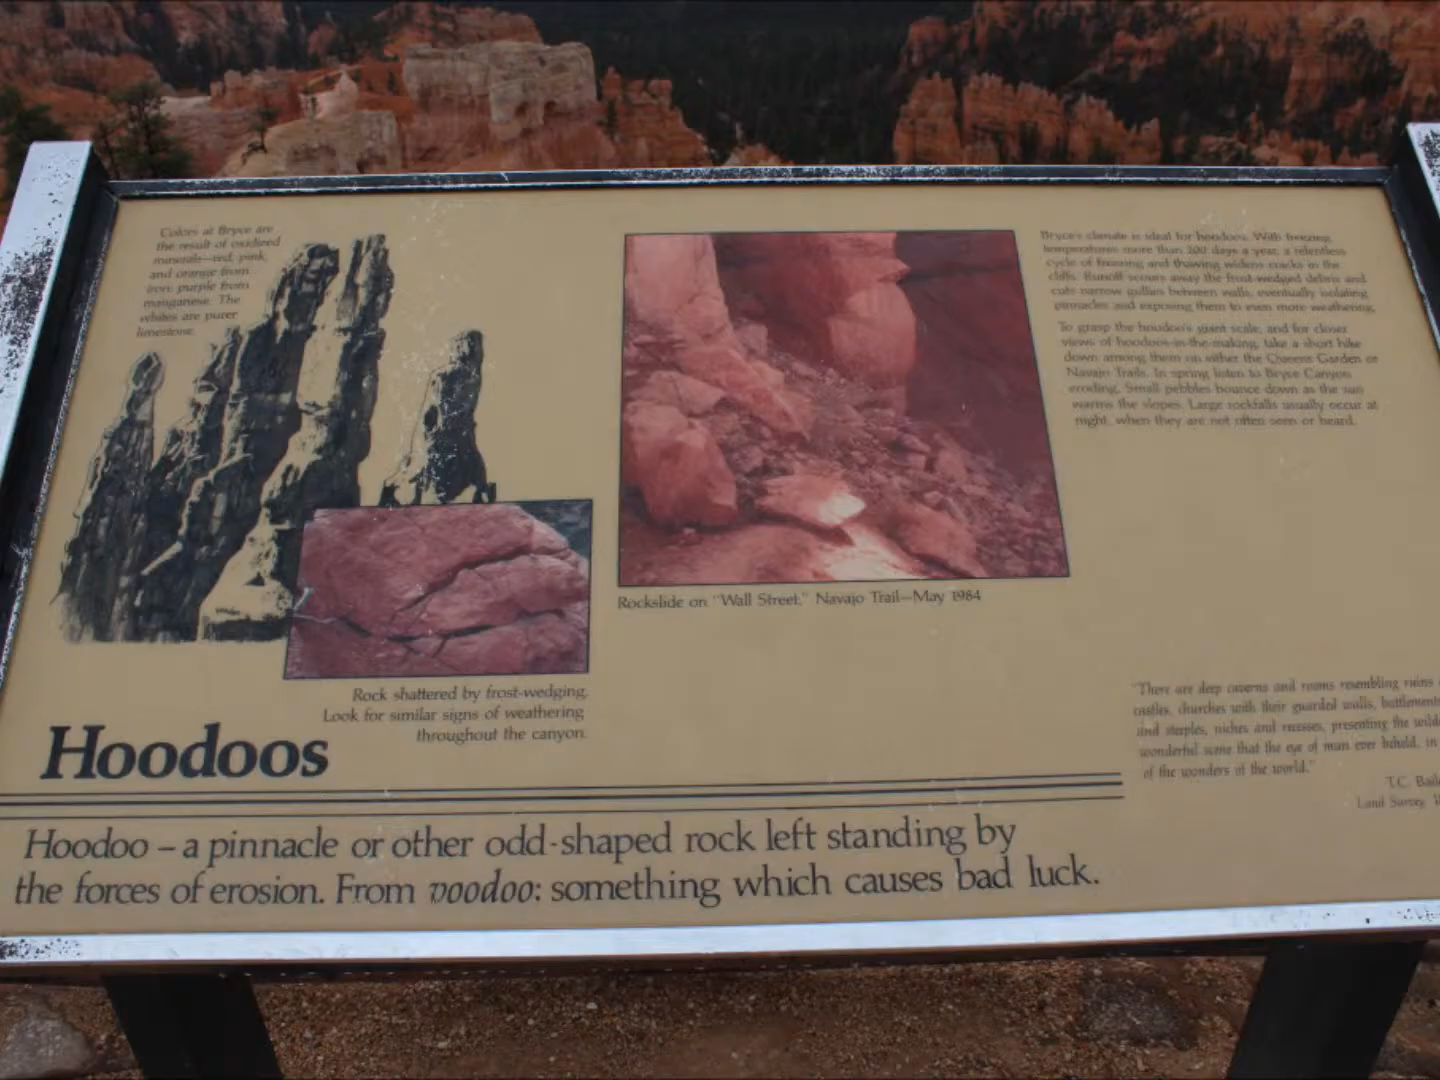 Colors at Bryce are
the result of oxidized
minerals—red, pink,
and orange from
iron; purple from
manganese. The
whites are purer
limestone.
Bryce's climate is ideal for hoodoos. With freezing
temperatures more than 200 days a year, a relentless
cycle of freezing and thawing widens cracks in the
cliffs. Runoff scours away the frost-wedged debris and
cuts narrow gullies between walls, eventually isolating
pinnacles and exposing them to even more weathering.
To grasp the hoodoo's giant scale, and for closer
views of hoodoos-in-the-making, take a short hike
down among them on either the Queens Garden or
Navajo Trails. In spring listen to Bryce Canyon
eroding. Small pebbles bounce down as the sun
warms the slopes. Large rockfalls usually occur at
night, when they are not often seen or heard.
Rockslide on "Wall Street," Navajo Trail—May 1984
Rock shattered by frost-wedging.
Look for similar signs of weathering
throughout the canyon.
"There are deep caverns and rooms resembling ruins
castles, churches with their guarded walls, battlements
and steeples, niches and recesses, presenting the
wonderful scene that the eye of man ever beheld, in
of the wonders of the world."
T.C.
Land Survey,
Hoodoos
Hoodoo – a pinnacle or other odd-shaped rock left standing by
the forces of erosion. From voodoo: something which causes bad luck.